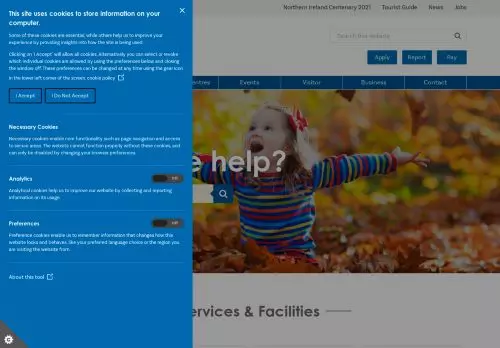 Northern Ireland Centenary 2021 Tourist Guide News Jobs
This site uses cookies to store information on your
computer.
Some of these cookies are essential, while others help us to improve your
experience by providing insights into how the site is being used.
Clicking on 'I Accept' will allow all cookies. Alternatively you can select or revoke
which individual cookies are allowed by using the preferences below and closing
the window off. These preferences can be changed at any time using the gear icon
in the lower left corner of the screen. cookie policy
I Accept I Do Not Accept
Search this website
Apply Report Pay
entres Events Visitor Business Contact
Necessary Cookies
Necessary cookies enable core functionality such as page navigation and access
to secure areas. The website cannot function properly without these cookies, and
can only be disabled by changing your browser preferences.
e help?
Analytics Off
Analytical cookies help us to improve our website by collecting and reporting
information on its usage.
Preferences Off
Preference cookies enable us to remember information that changes how this
website looks and behaves, like your preferred language choice or the region you
are visiting the website from.
About this tool
ervices & Facilities